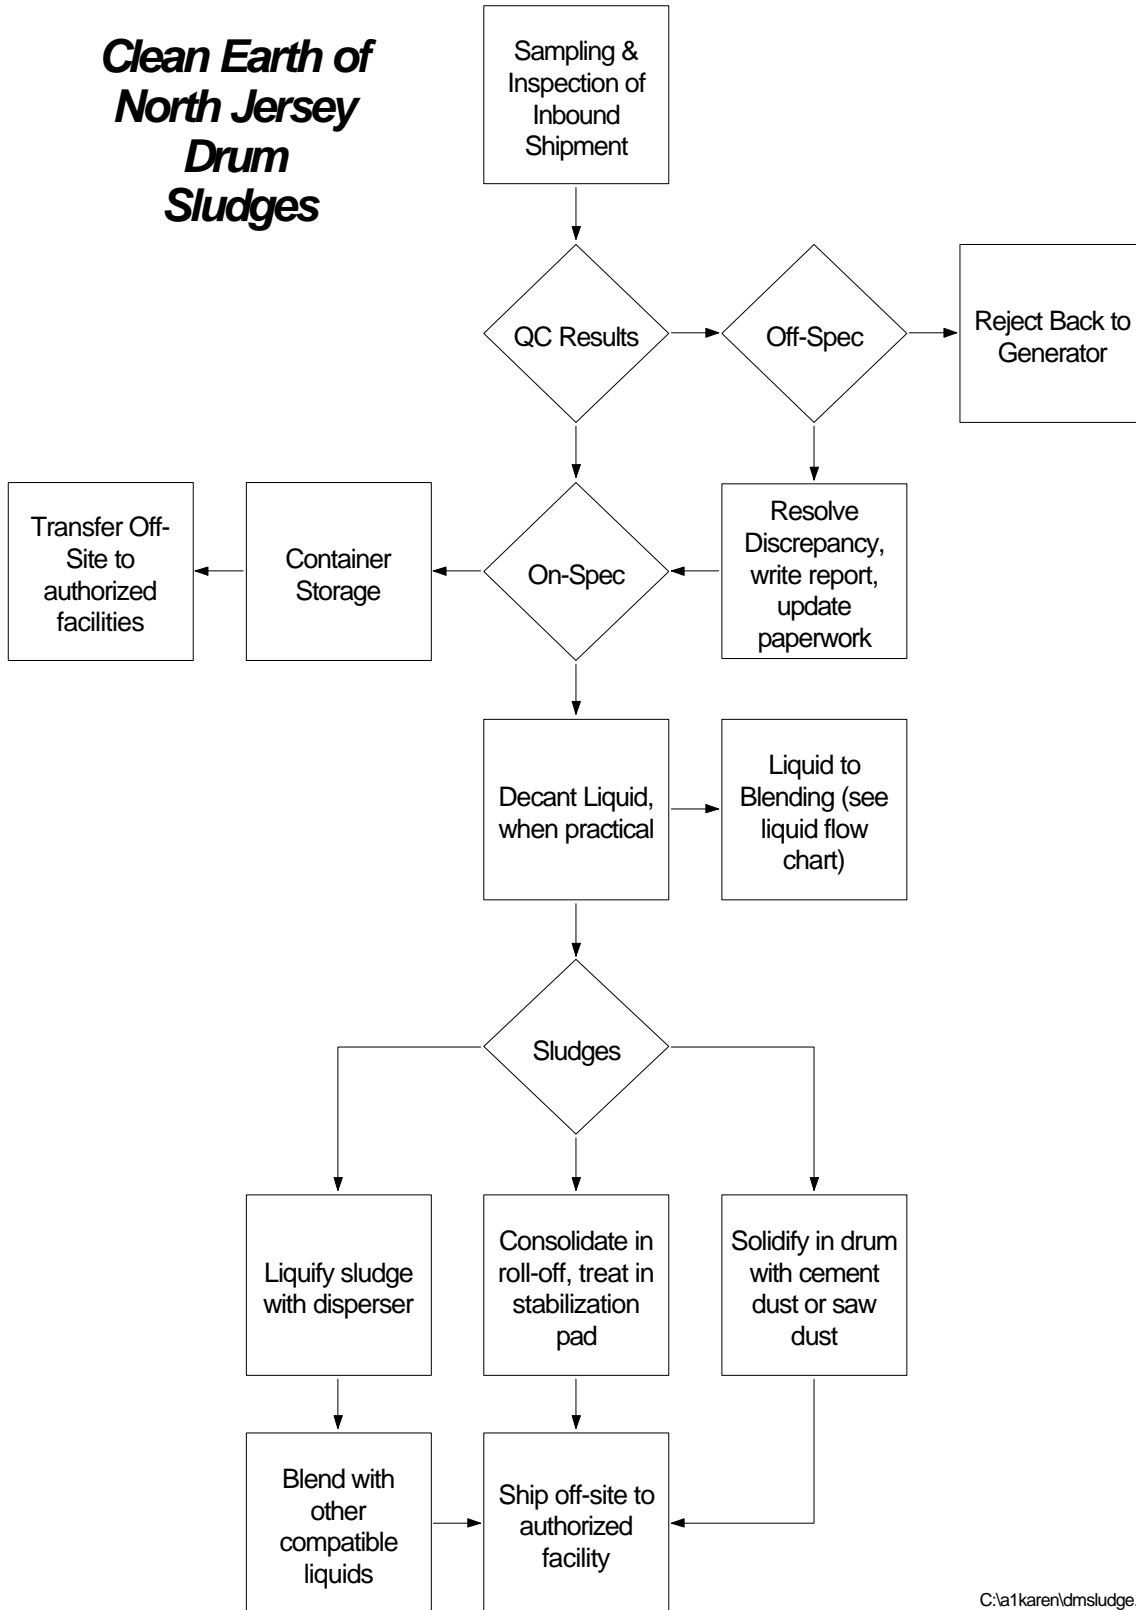 Clean Earth of
North Jersey
Drum
Sludges
Sampling &
Inspection of
Inbound
Shipment
QC Results
Off-Spec
Reject Back to
Generator
Transfer Off-
Site to
authorized
facilities
Container
Storage
On-Spec
Resolve
Discrepancy,
write report,
update
paperwork
Decant Liquid,
when practical
Liquid to
Blending (see
liquid flow
chart)
Sludges
Liquify sludge
with disperser
Consolidate in
roll-off, treat in
stabilization
pad
Solidify in drum
with cement
dust or saw
dust
Blend with
other
compatible
liquids
Ship off-site to
authorized
facility
C:\a1karen\dmsludge.